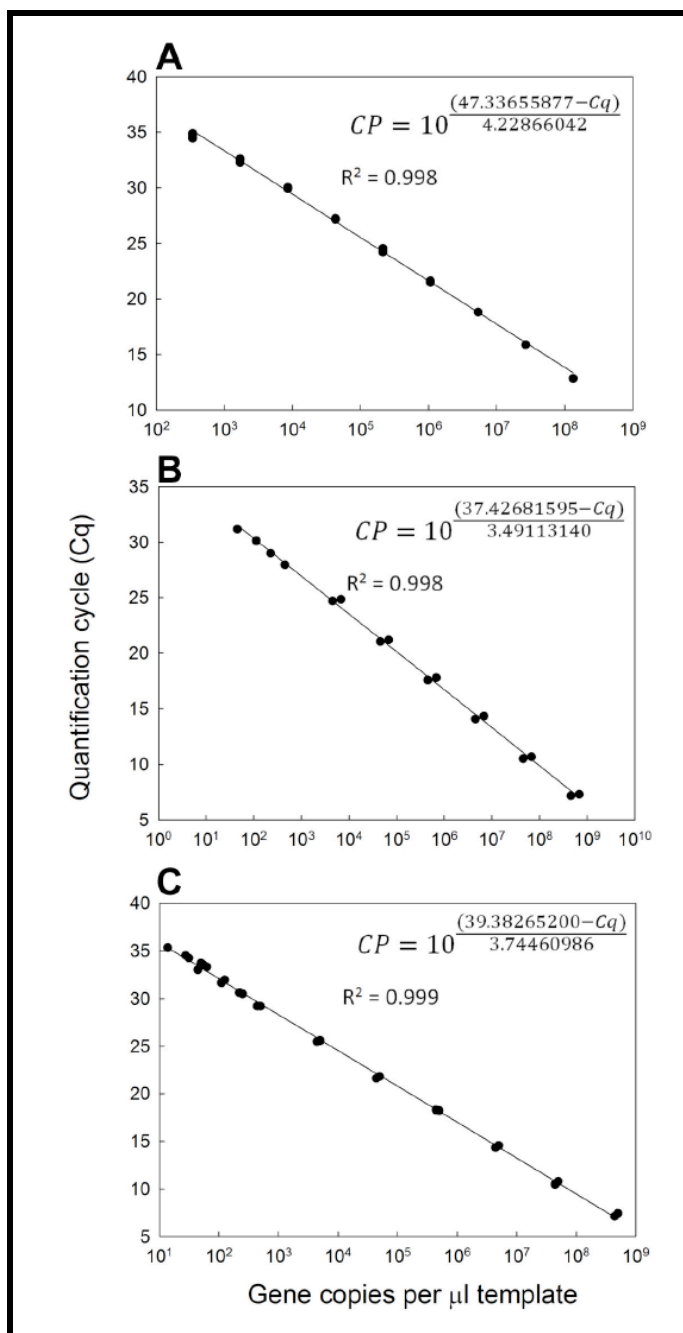 A
40
35
30
25
20
15
10
CP = 10^((47.33655877−Cq)/4.22866042)
R² = 0.998
10² 10³ 10⁴ 10⁵ 10⁶ 10⁷ 10⁸ 10⁹
B
35
30
25
20
15
10
5
CP = 10^((37.42681595−Cq)/3.49113140)
R² = 0.998
10⁰ 10¹ 10² 10³ 10⁴ 10⁵ 10⁶ 10⁷ 10⁸ 10⁹ 10¹⁰
Quantification cycle (Cq)
C
40
35
30
25
20
15
10
5
CP = 10^((39.38265200−Cq)/3.74460986)
R² = 0.999
10¹ 10² 10³ 10⁴ 10⁵ 10⁶ 10⁷ 10⁸ 10⁹
Gene copies per µl template